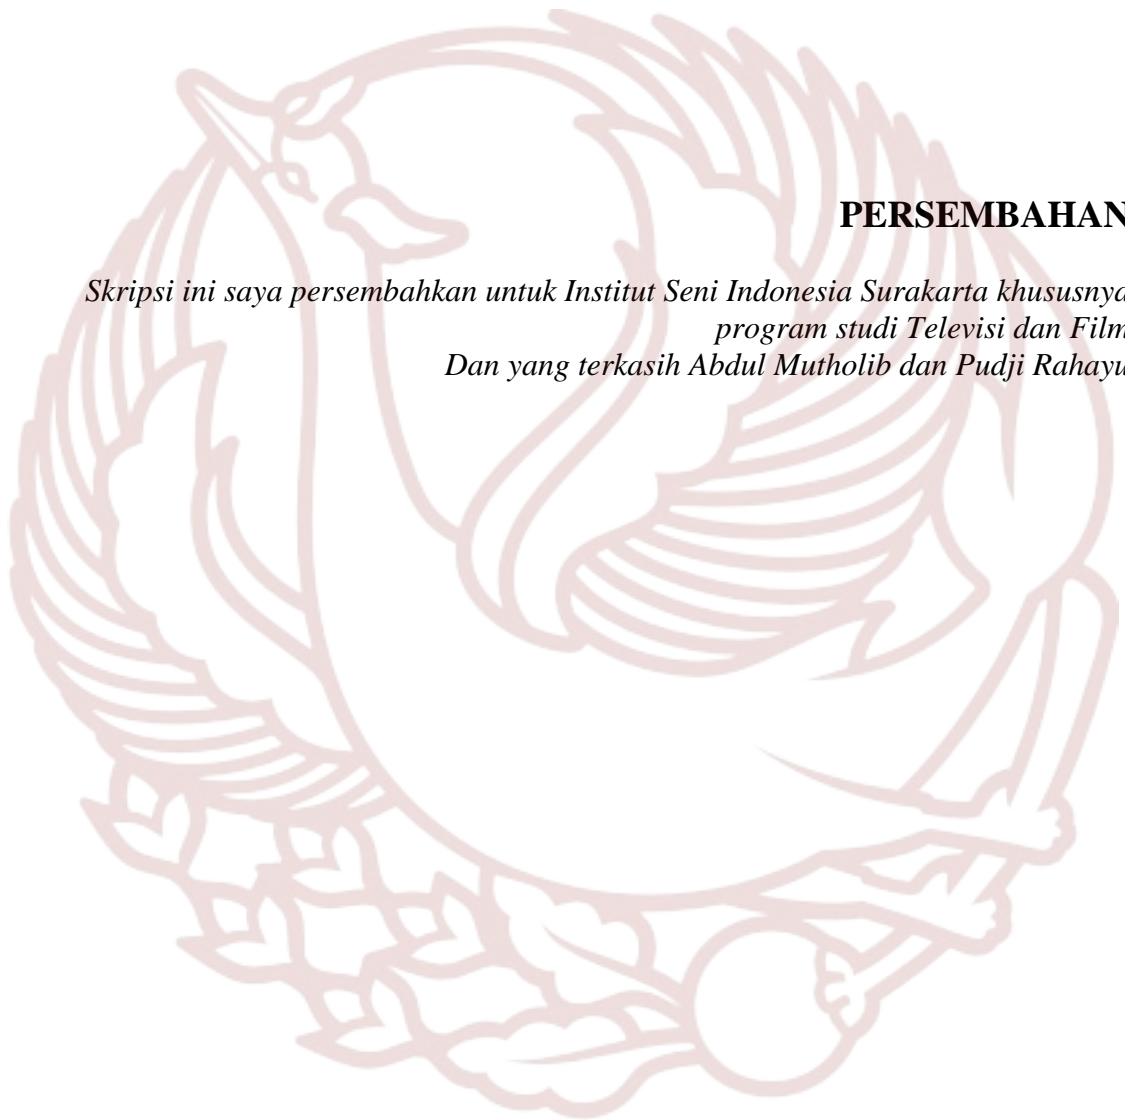 PERSEMBAHAN
Skripsi ini saya persembahkan untuk Institut Seni Indonesia Surakarta khususnya
program studi Televisi dan Film
Dan yang terkasih Abdul Mutholib dan Pudji Rahayu